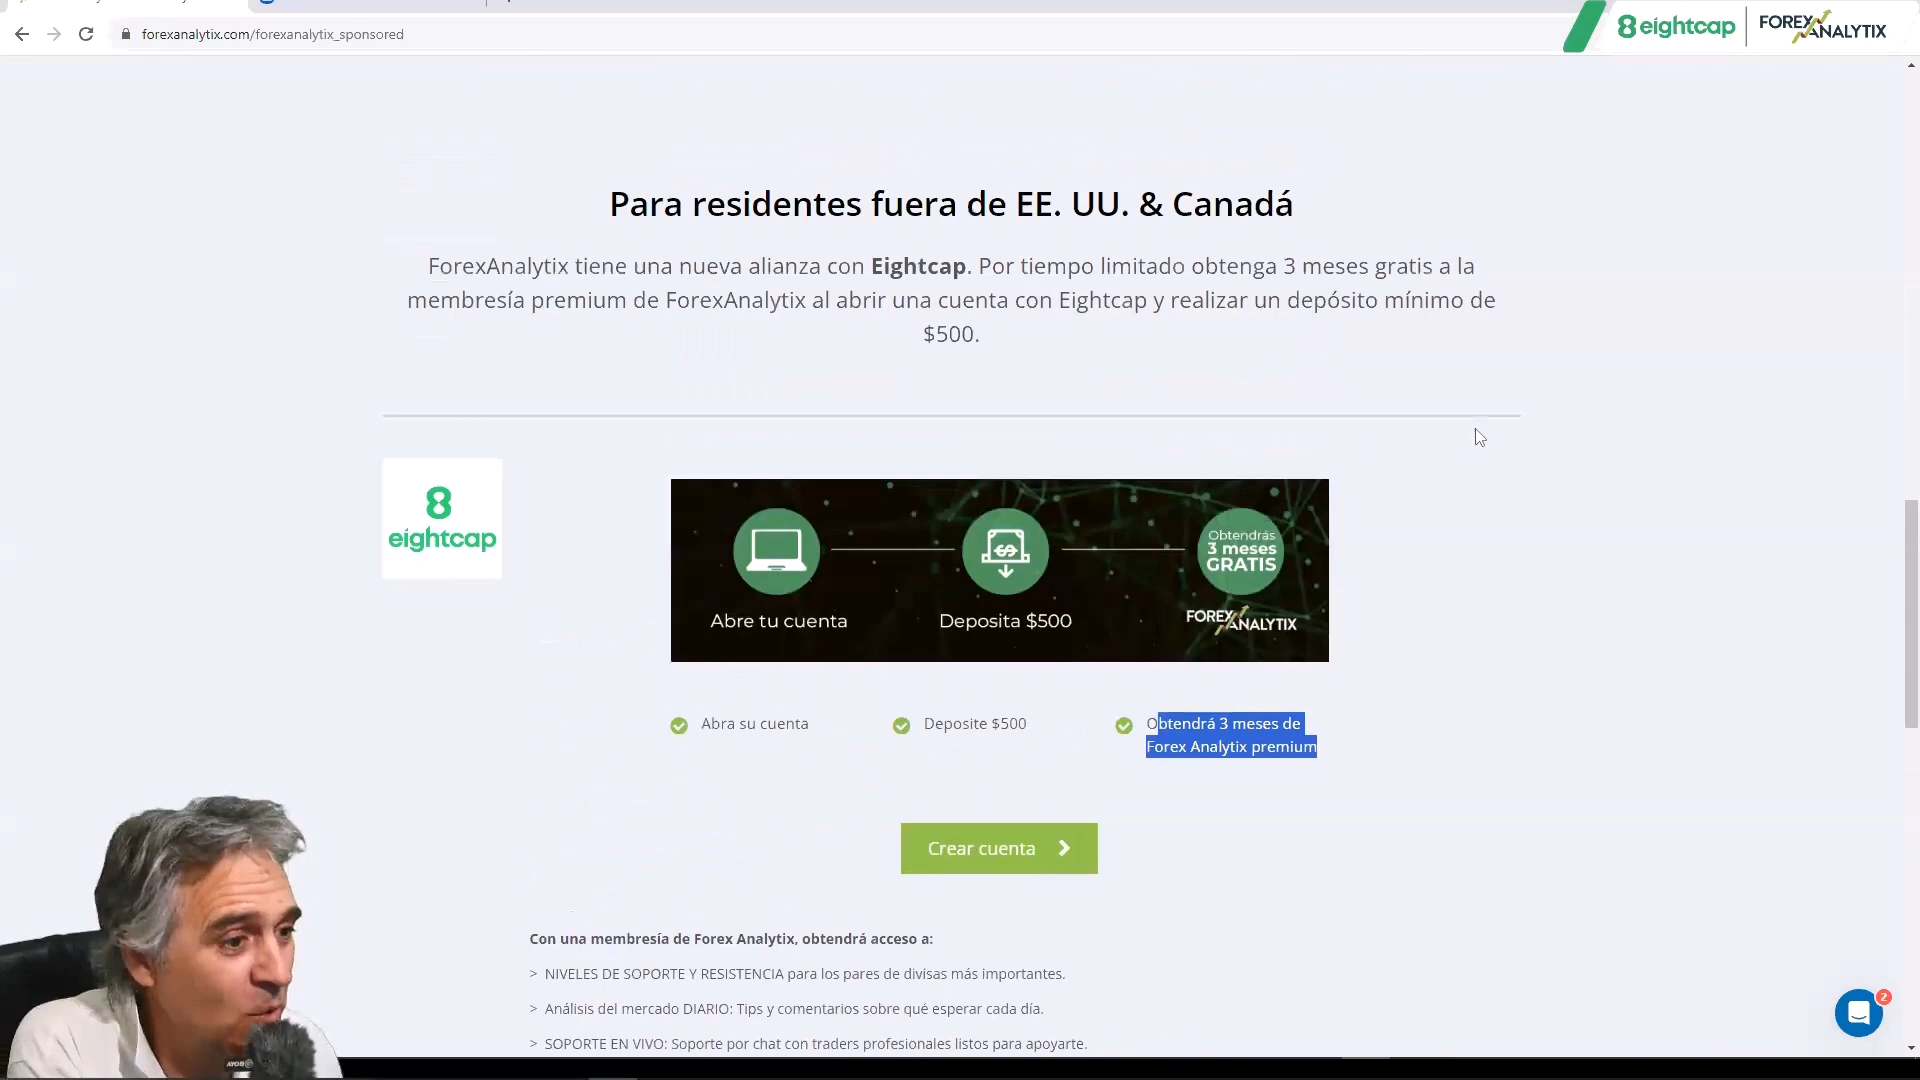 forexanalytix.com/forexanalytix_sponsored
8 eightcap
FOREX ANALYTIX
Para residentes fuera de EE. UU. & Canadá
ForexAnalytix tiene una nueva alianza con Eightcap. Por tiempo limitado obtenga 3 meses gratis a la
membresía premium de ForexAnalytix al abrir una cuenta con Eightcap y realizar un depósito mínimo de
$500.
8
eightcap
Obtendrás
3 meses
GRATIS
Abre tu cuenta
Deposita $500
FOREX ANALYTIX
Abra su cuenta
Deposite $500
Obtendrá 3 meses de
Forex Analytix premium
Crear cuenta
Con una membresía de Forex Analytix, obtendrá acceso a:
> NIVELES DE SOPORTE Y RESISTENCIA para los pares de divisas más importantes.
> Análisis del mercado DIARIO: Tips y comentarios sobre qué esperar cada día.
> SOPORTE EN VIVO: Soporte por chat con traders profesionales listos para apoyarte.
2